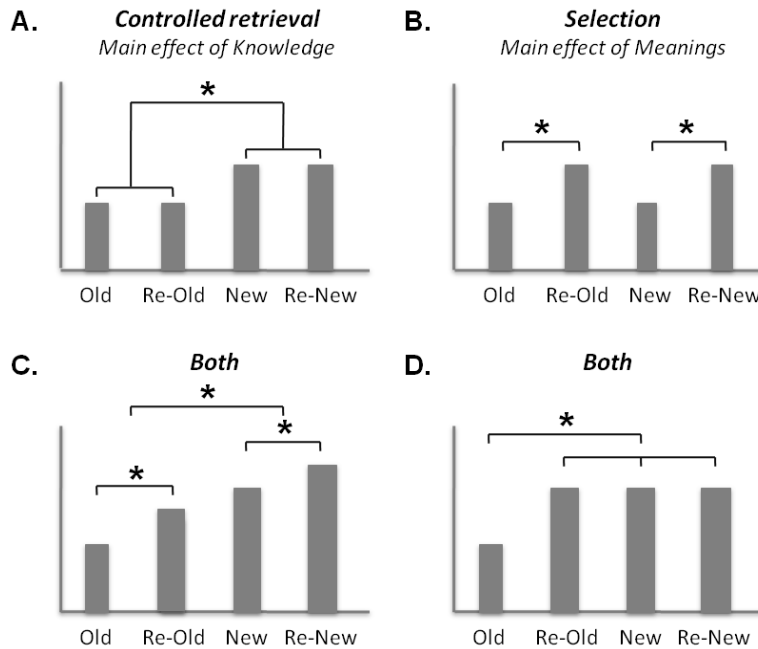 A.
Controlled retrieval
Main effect of Knowledge
*
Old Re-Old New Re-New
B.
Selection
Main effect of Meanings
* *
Old Re-Old New Re-New
C.
Both
*
* *
Old Re-Old New Re-New
D.
Both
*
Old Re-Old New Re-New